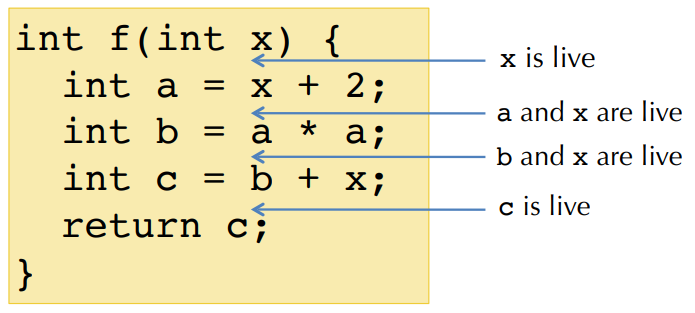 int f(int x) {
x is live
int a = x + 2;
a and x are live
int b = a * a;
b and x are live
int c = b + x;
c is live
return c;
}